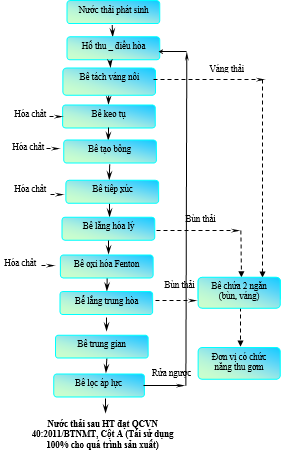 Nước thải phát sinh
Hố thu _ điều hòa
Bể tách váng nổi
Váng thải
Hóa chất
Bể keo tụ
Hóa chất
Bể tạo bông
Hóa chất
Bể tiếp xúc
Bể lắng hóa lý
Bùn thải
Hóa chất
Bể oxi hóa Fenton
Bùn thải
Bể chứa 2 ngăn
(bùn, váng)
Bể lắng trung hòa
Bể trung gian
Đơn vị có chức
năng thu gom
Bể lọc áp lực
Rửa ngược
Nước thải sau HT đạt QCVN
40:2011/BTNMT, Cột A (Tái sử dụng
100% cho quá trình sản xuất)